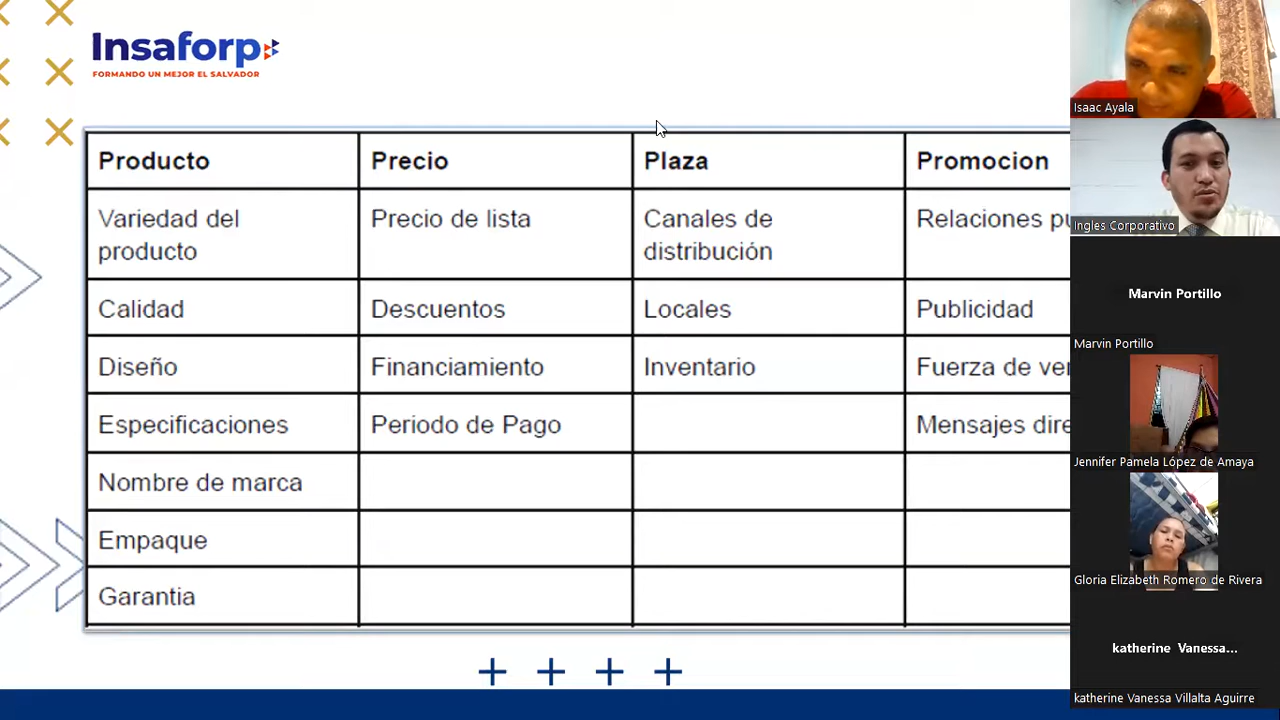 Insaforp
FORMANDO UN MEJOR EL SALVADOR
Producto Precio Plaza Promocion
Variedad del
producto
Precio de lista
Canales de
distribución
Relaciones
Calidad Descuentos Locales Publicidad
Diseño Financiamiento Inventario Fuerza de
Especificaciones Periodo de Pago Mensajes
Nombre de marca
Empaque
Garantia
Isaac Ayala
Ingles Corporativo
Marvin Portillo
Marvin Portillo
Jennifer Pamela López de Amaya
Gloria Elizabeth Romero de Rivera
katherine Vanessa...
katherine Vanessa Villalta Aguirre